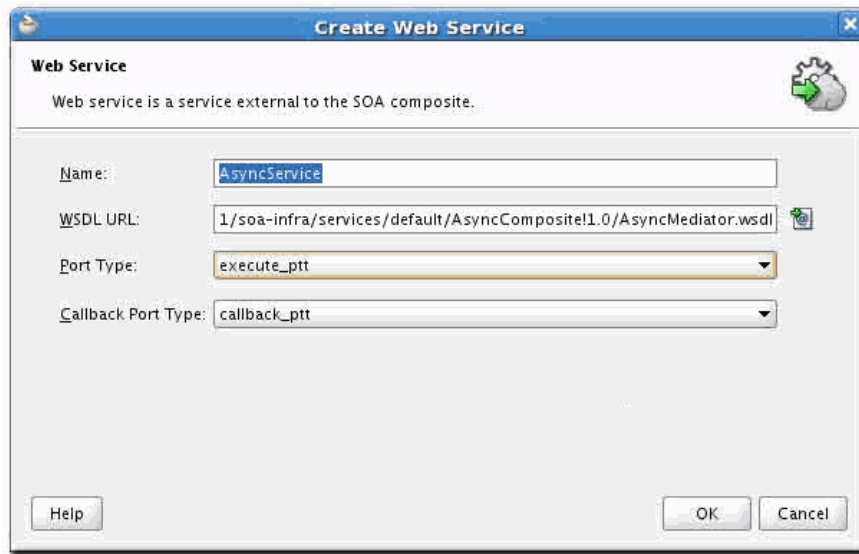 Create Web Service
Web Service
Web service is a service external to the SOA composite.
Name: AsyncService
WSDL URL: 1/soa-infra/services/default/AsyncComposite!1.0/AsyncMediator.wsdl
Port Type: execute_ptt
Callback Port Type: callback_ptt
Help OK Cancel